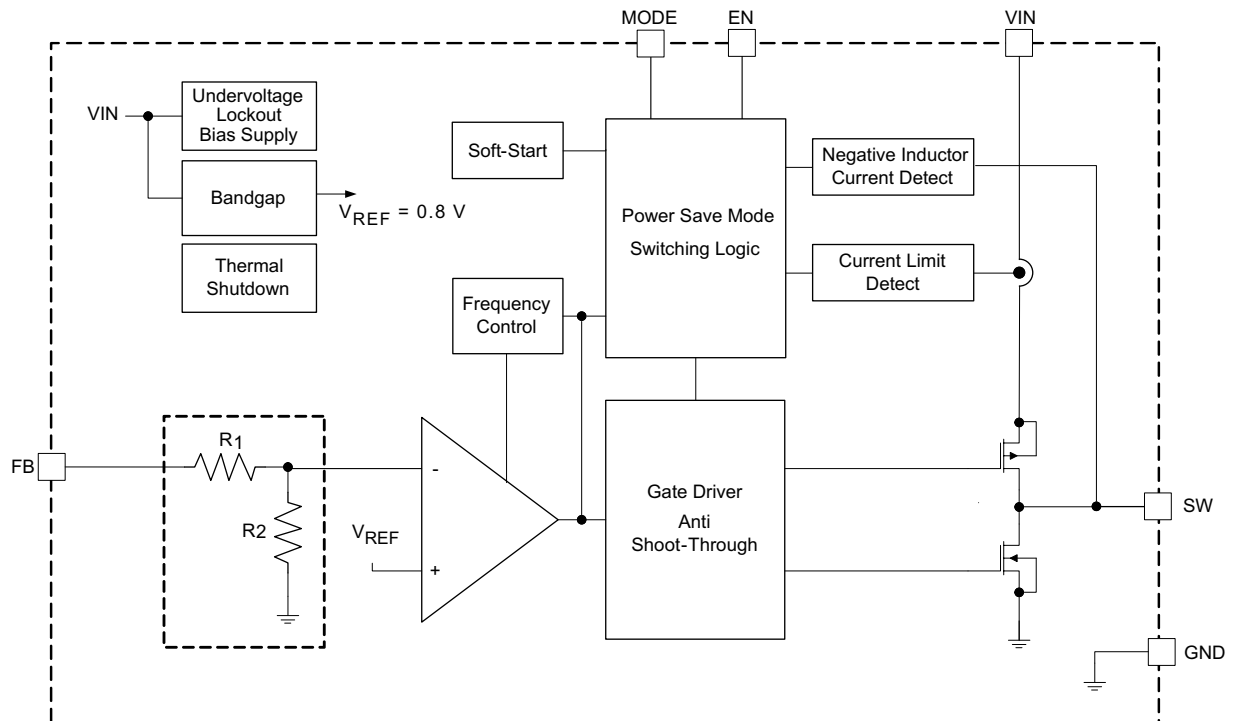 MODE
EN
VIN
VIN
Undervoltage
Lockout
Bias Supply
Bandgap
VREF = 0.8 V
Thermal
Shutdown
Soft-Start
Power Save Mode
Switching Logic
Negative Inductor
Current Detect
Current Limit
Detect
Frequency
Control
FB
R1
R2
VREF
-
+
Gate Driver
Anti
Shoot-Through
SW
GND